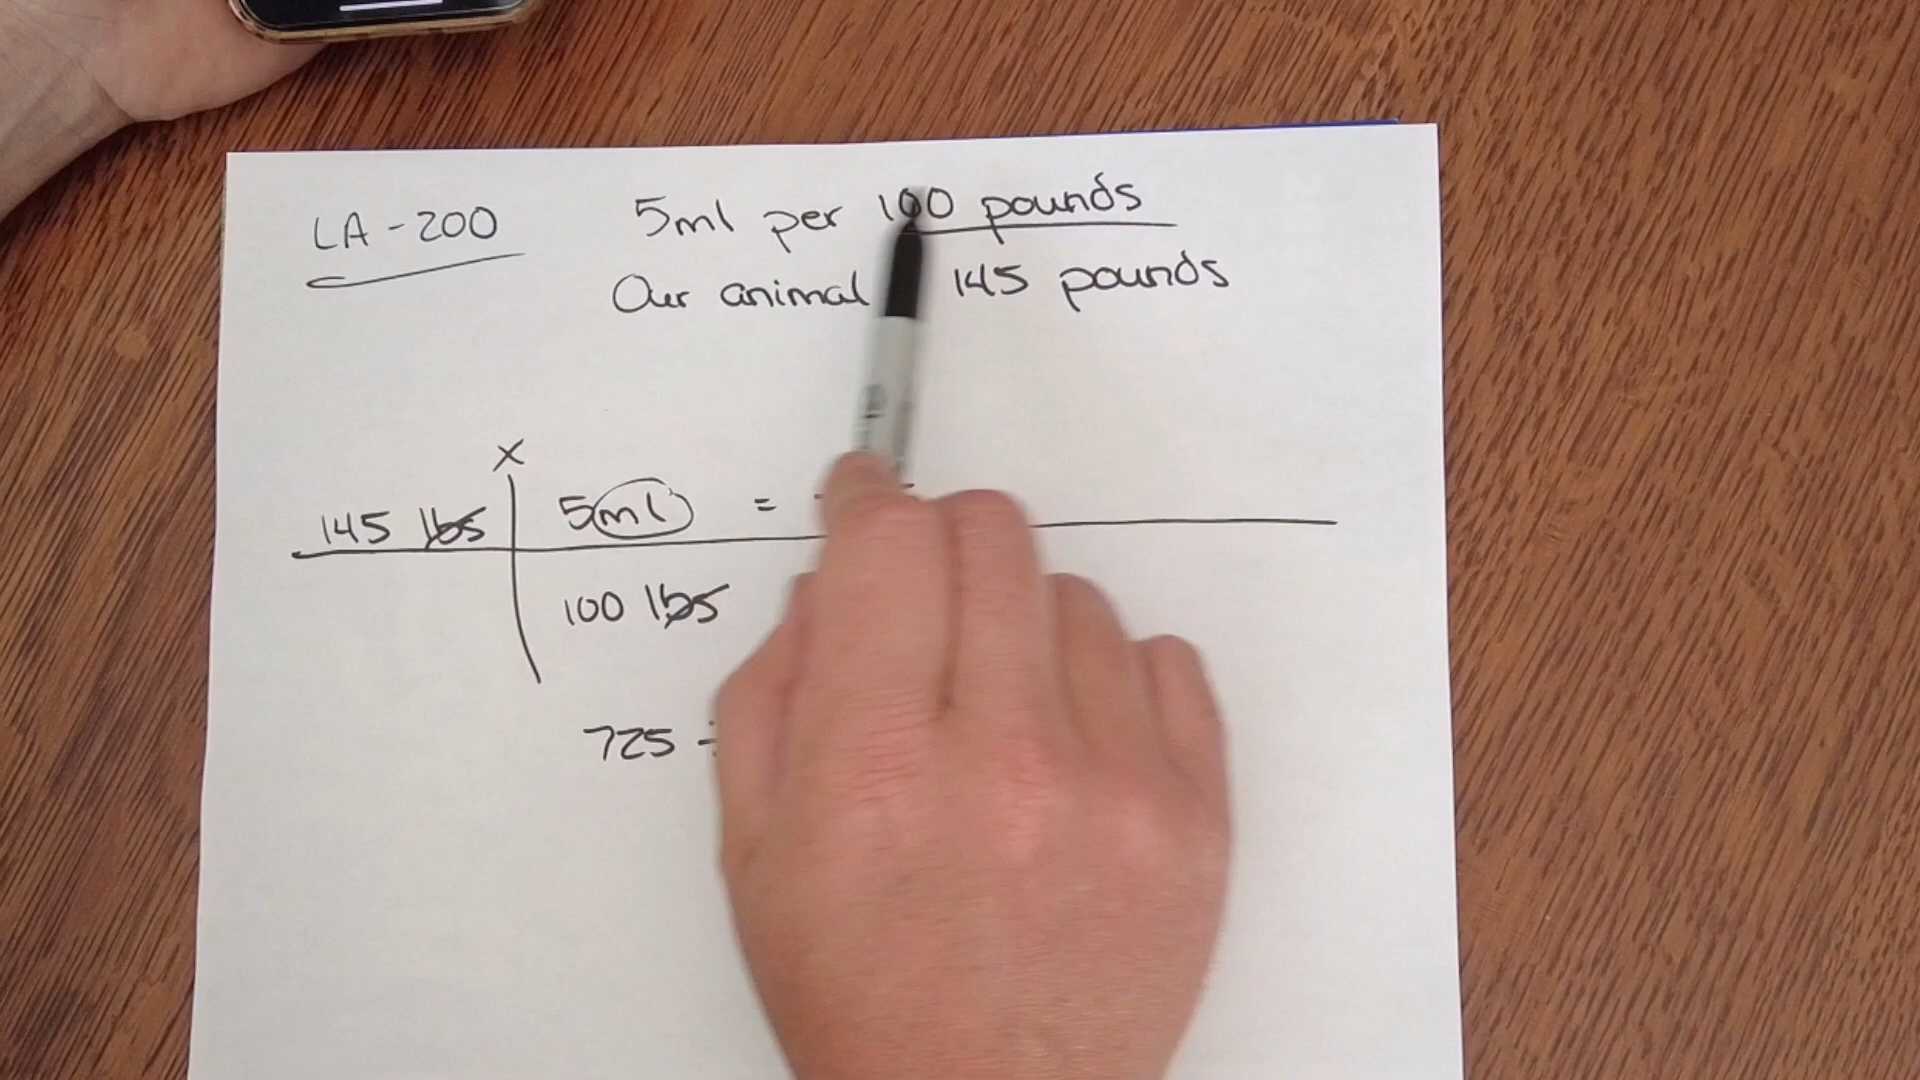 LA-200
5ml per 100 pounds
Our animal 145 pounds
x
145 lbs 5ml =
100 lbs
725 ÷